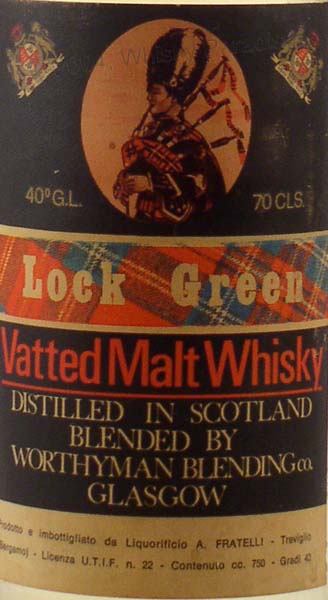 40º G.L.
70 CLS.
Lock Green
Vatted Malt Whisky
DISTILLED IN SCOTLAND
BLENDED BY
WORTHYMAN BLENDING CO.
GLASGOW
Prodotto e imbottigliato da Liquorificio A. FRATELLI - Treviglio
(Bergamo) - Licenza U.T.I.F. n. 22 - Contenuto cc. 750 - Gradi 40